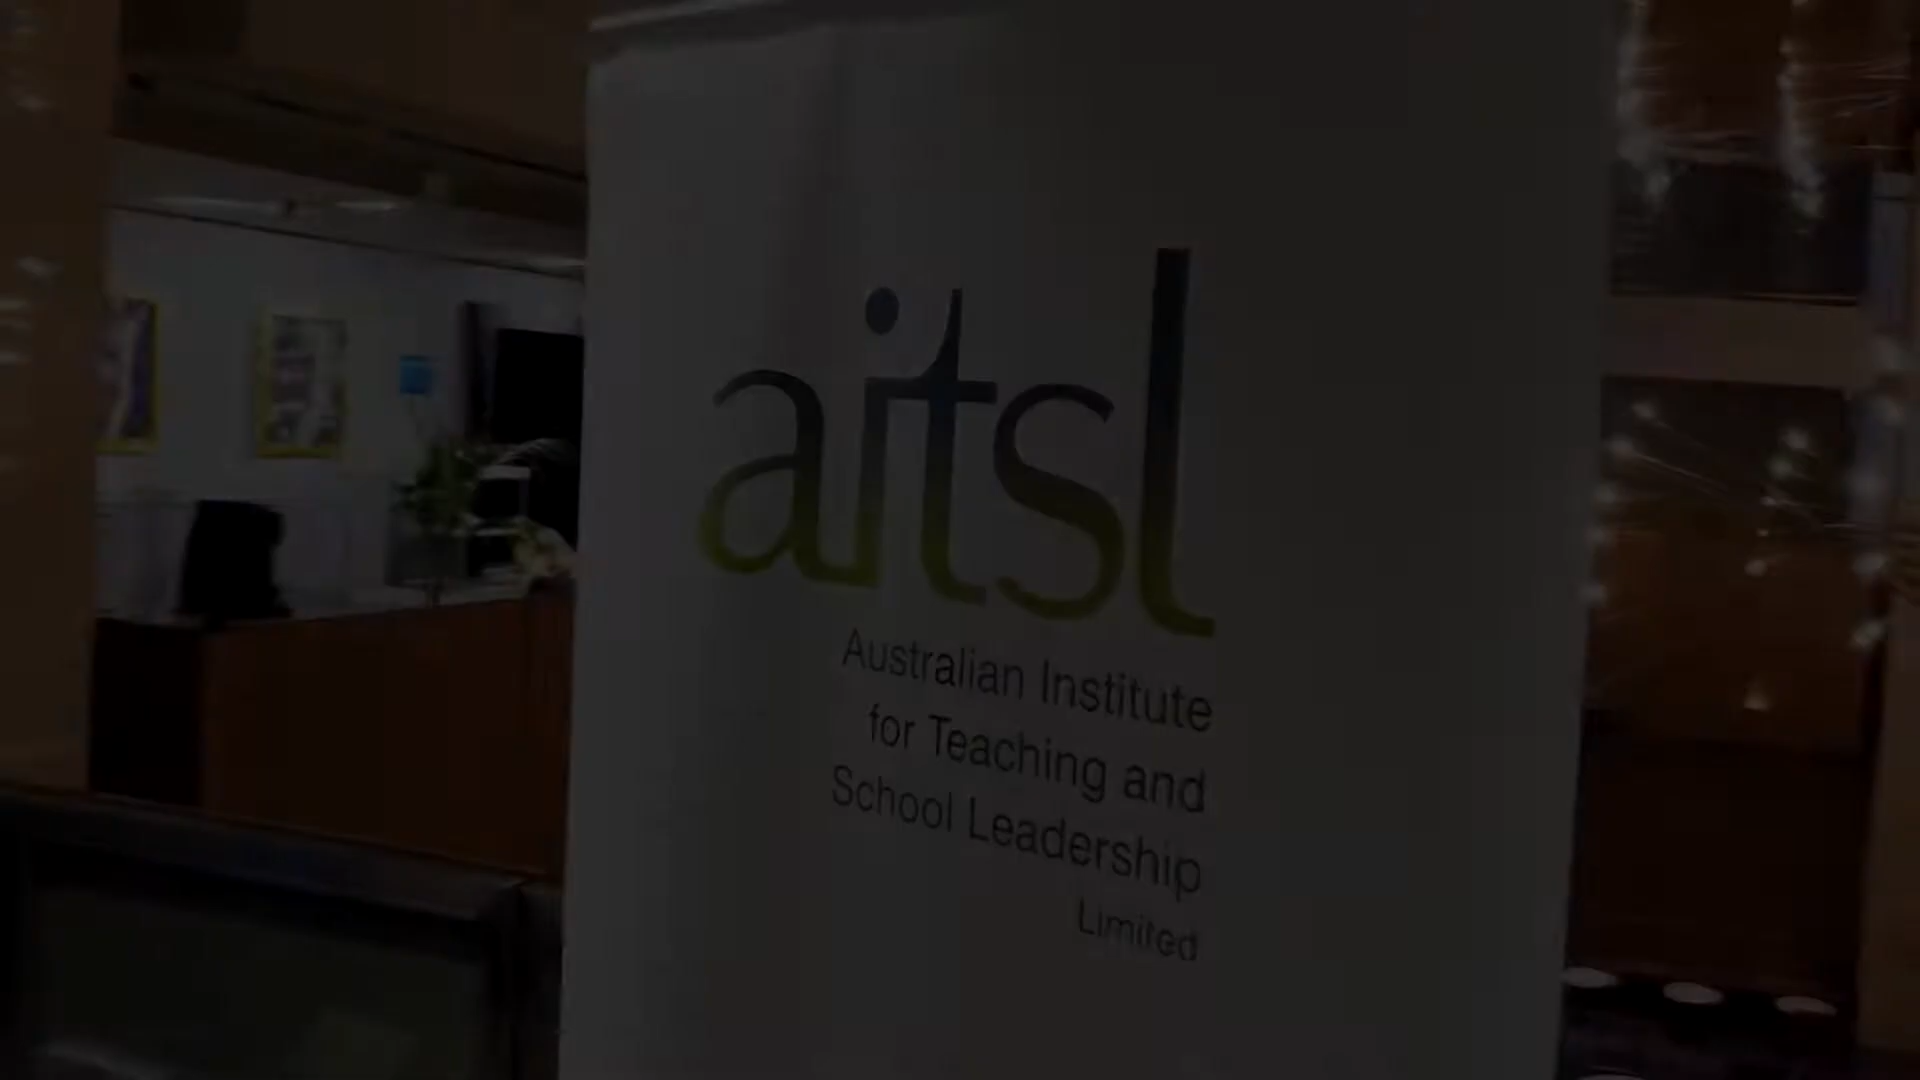 aitsl
Australian Institute
for Teaching and
School Leadership
Limited